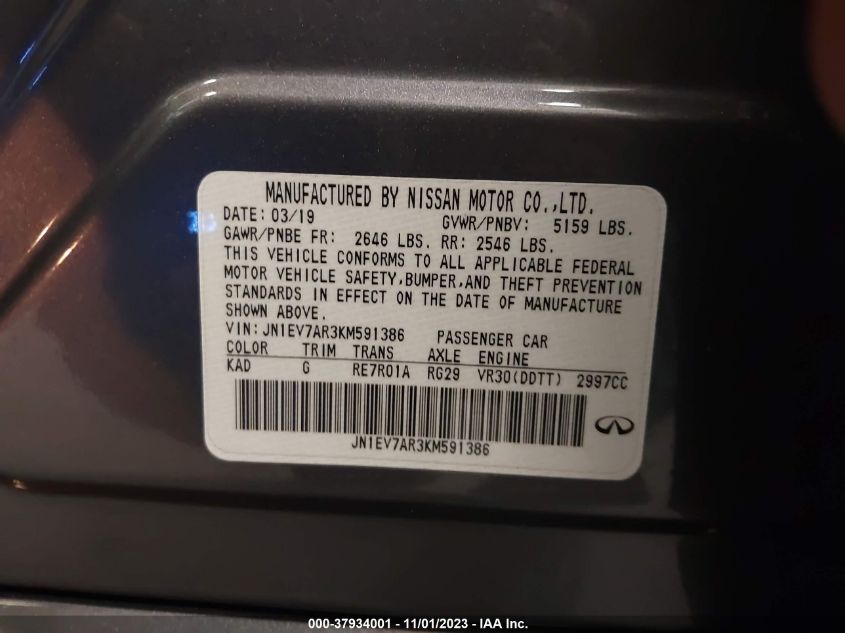 MANUFACTURED BY NISSAN MOTOR CO.,LTD.
DATE: 03/19 GVWR/PNBV: 5159 LBS.
GAWR/PNBE FR: 2646 LBS. RR: 2546 LBS.
THIS VEHICLE CONFORMS TO ALL APPLICABLE FEDERAL
MOTOR VEHICLE SAFETY,BUMPER,AND THEFT PREVENTION
STANDARDS IN EFFECT ON THE DATE OF MANUFACTURE
SHOWN ABOVE.
VIN:JN1EV7AR3KM591386 PASSENGER CAR
COLOR TRIM TRANS AXLE ENGINE
KAD G RE7R01A RG29 VR30(DDTT) 2997CC
JN1EV7AR3KM591386
000-37934001 - 11/01/2023 - IAA Inc.